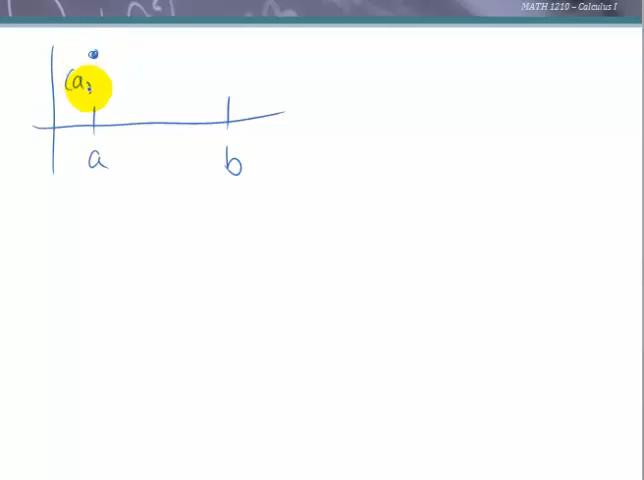 MATH 1210 – Calculus I
(a,
a b